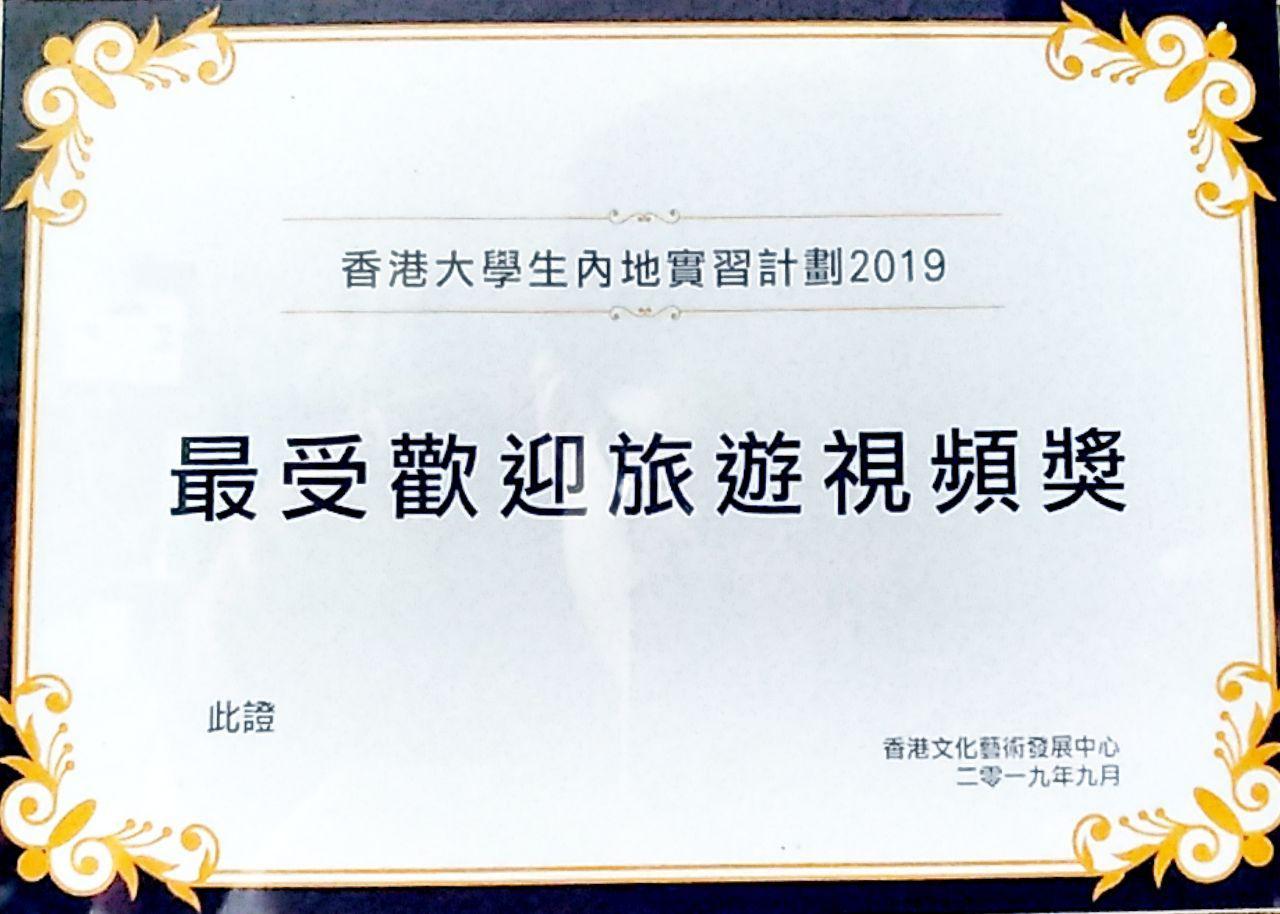 香港大學生內地實習計劃2019
最受歡迎旅遊視頻獎
此證
香港文化藝術發展中心
二零一九年九月